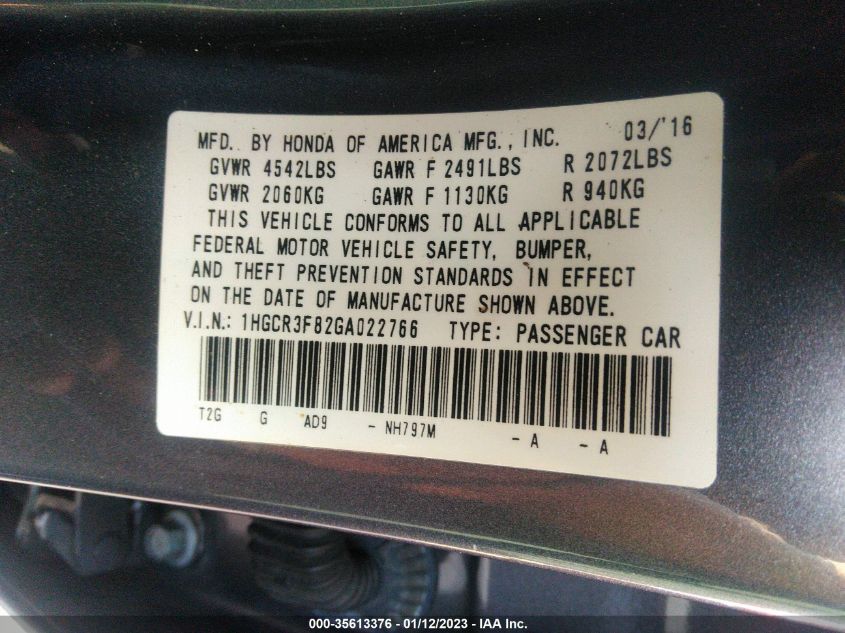 MFD. BY HONDA OF AMERICA MFG., INC. 03/'16
GVWR 4542LBS GAWR F 2491LBS R 2072LBS
GVWR 2060KG GAWR F 1130KG R 940KG
THIS VEHICLE CONFORMS TO ALL APPLICABLE
FEDERAL MOTOR VEHICLE SAFETY, BUMPER,
AND THEFT PREVENTION STANDARDS IN EFFECT
ON THE DATE OF MANUFACTURE SHOWN ABOVE.
V.I.N.: 1HGCR3F82GA022766 TYPE: PASSENGER CAR
T2G G AD9 - NH797M - A - A
000-35613376 - 01/12/2023 - IAA Inc.